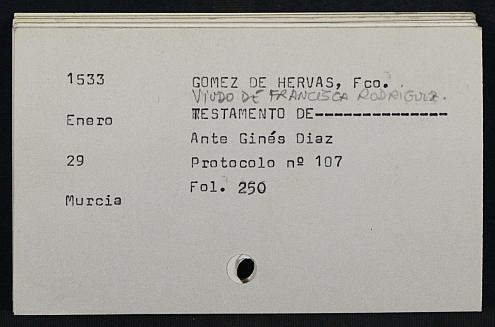 1533
GOMEZ DE HERVAS, Fco.
VIUDO DE FRANCISCA RODRIGUEZ.
Enero
TESTAMENTO DE--------------
Ante Ginés Diaz
29
Protocolo nº 107
Fol. 250
Murcia